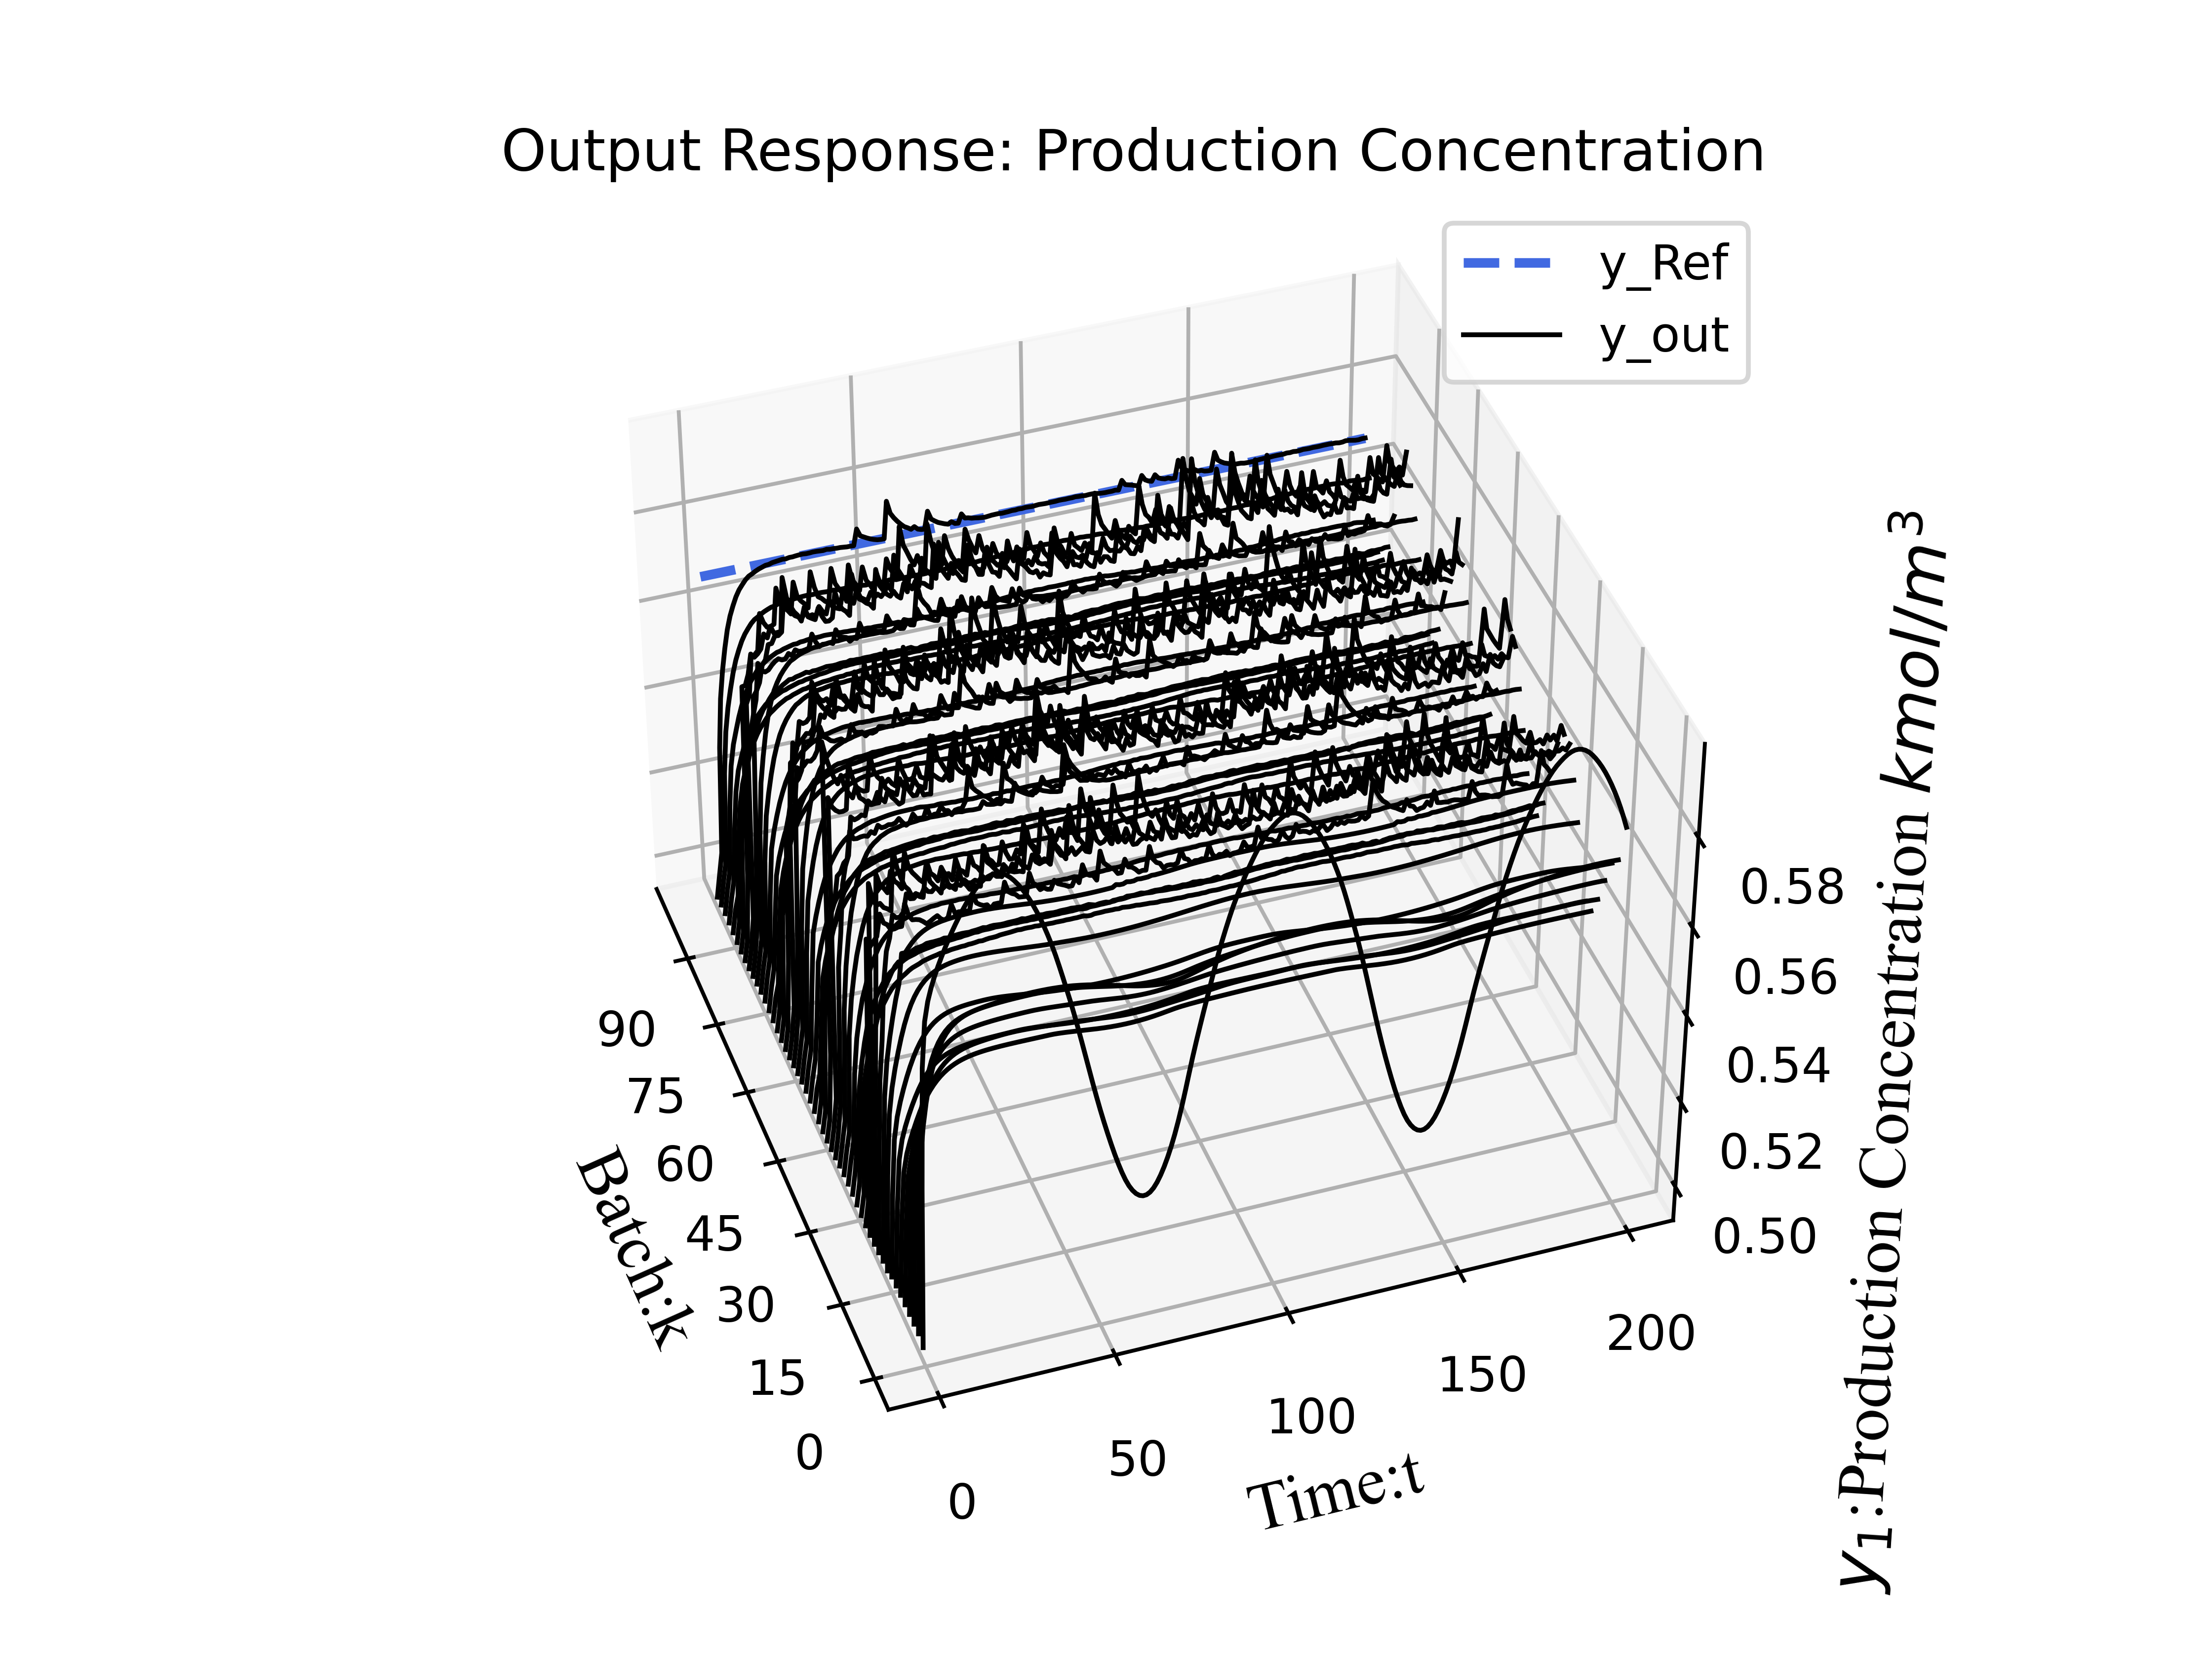 Output Response: Production Concentration
y_Ref
y_out
90
75
60
45
30
15
0
Batch:k
0
50
100
150
200
Time:t
0.58
0.56
0.54
0.52
0.50
y₁:Production Concentration kmol/m³